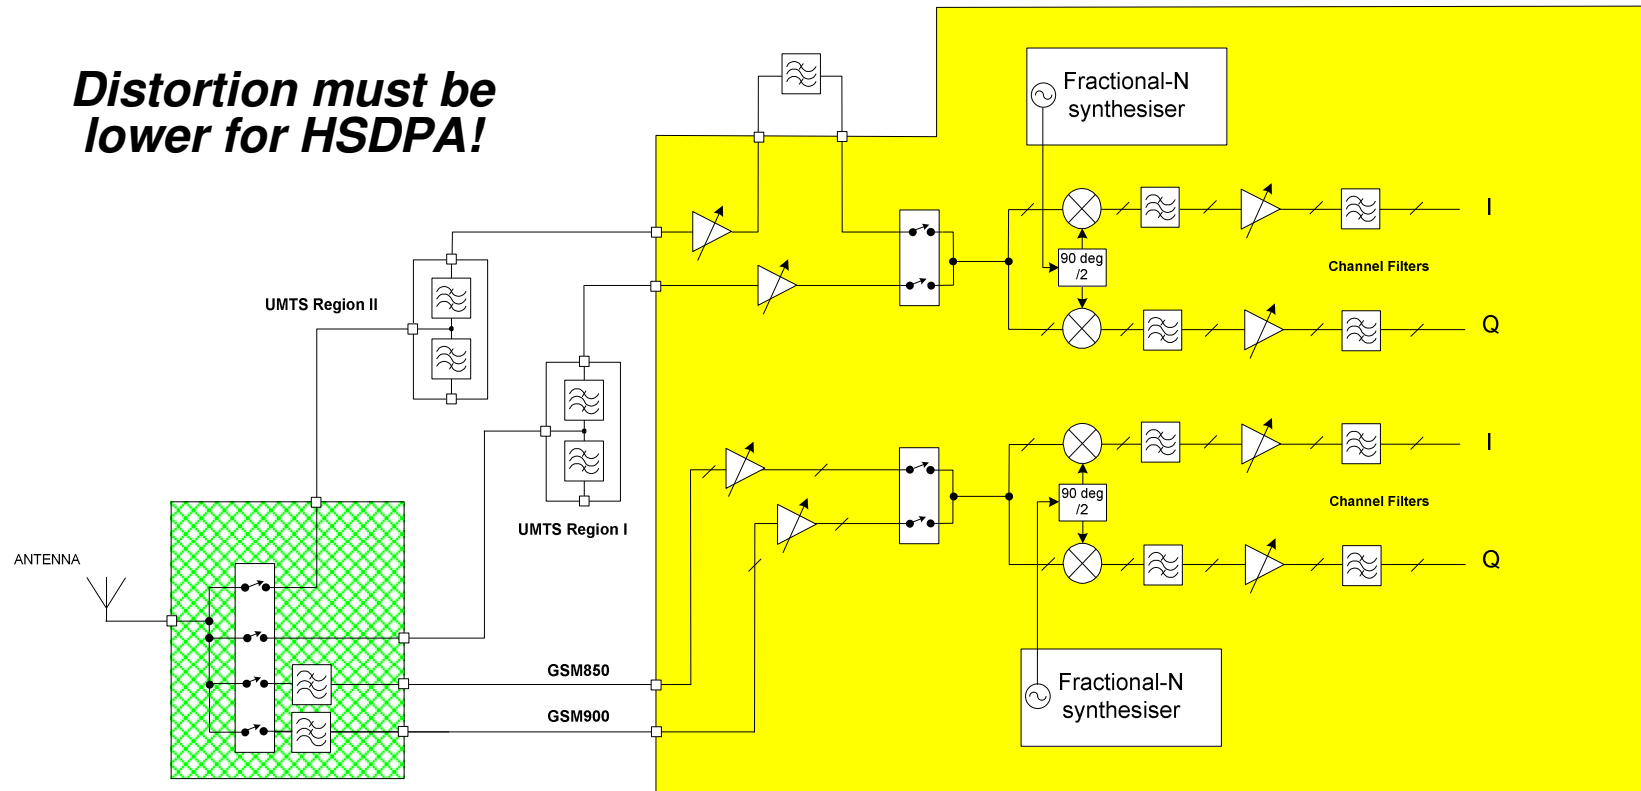 Distortion must be
lower for HSDPA!
Fractional-N
synthesiser
I
90 deg
/2
Channel Filters
UMTS Region II
Q
I
90 deg
/2
Channel Filters
UMTS Region I
ANTENNA
Q
GSM850
Fractional-N
synthesiser
GSM900